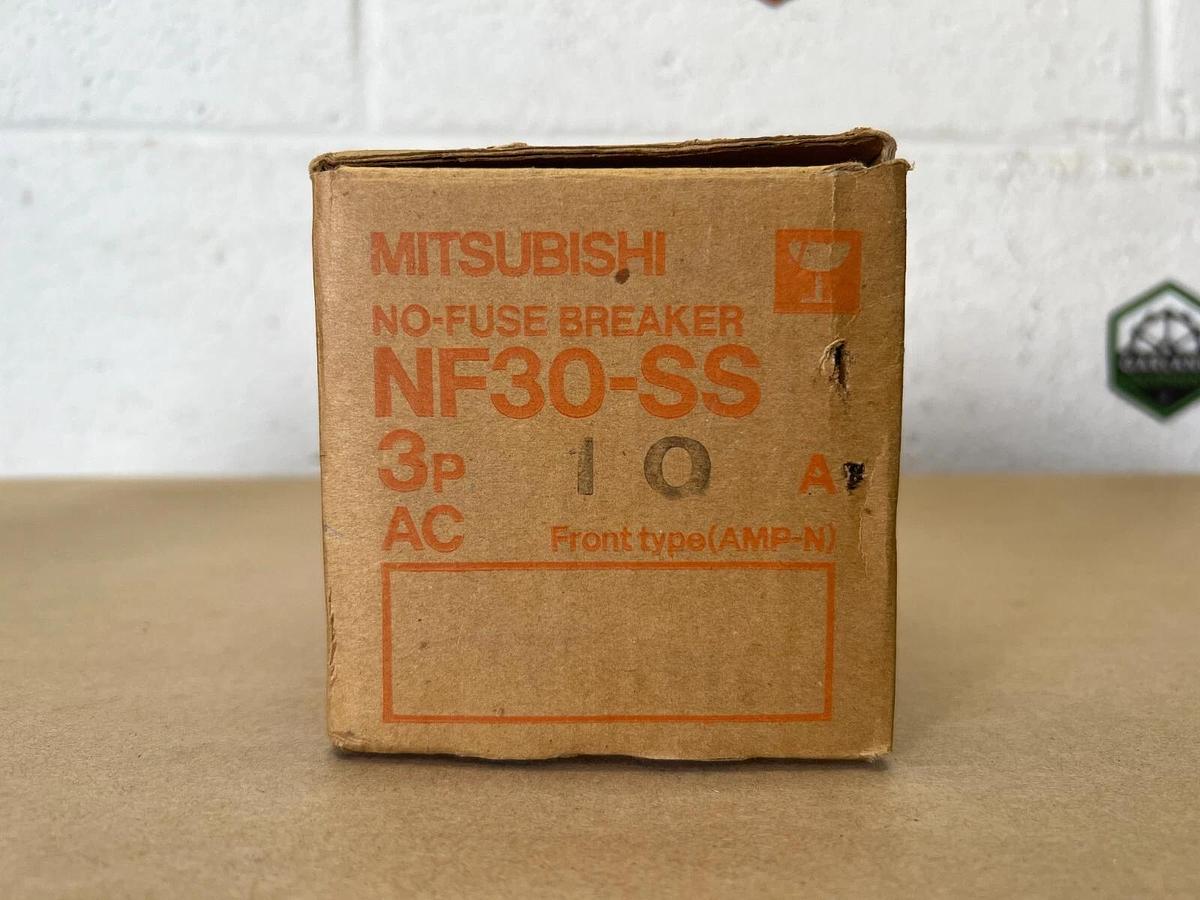 MITSUBISHI
NO-FUSE BREAKER
NF30-SS
3P 10 A
AC Front type(AMP-N)